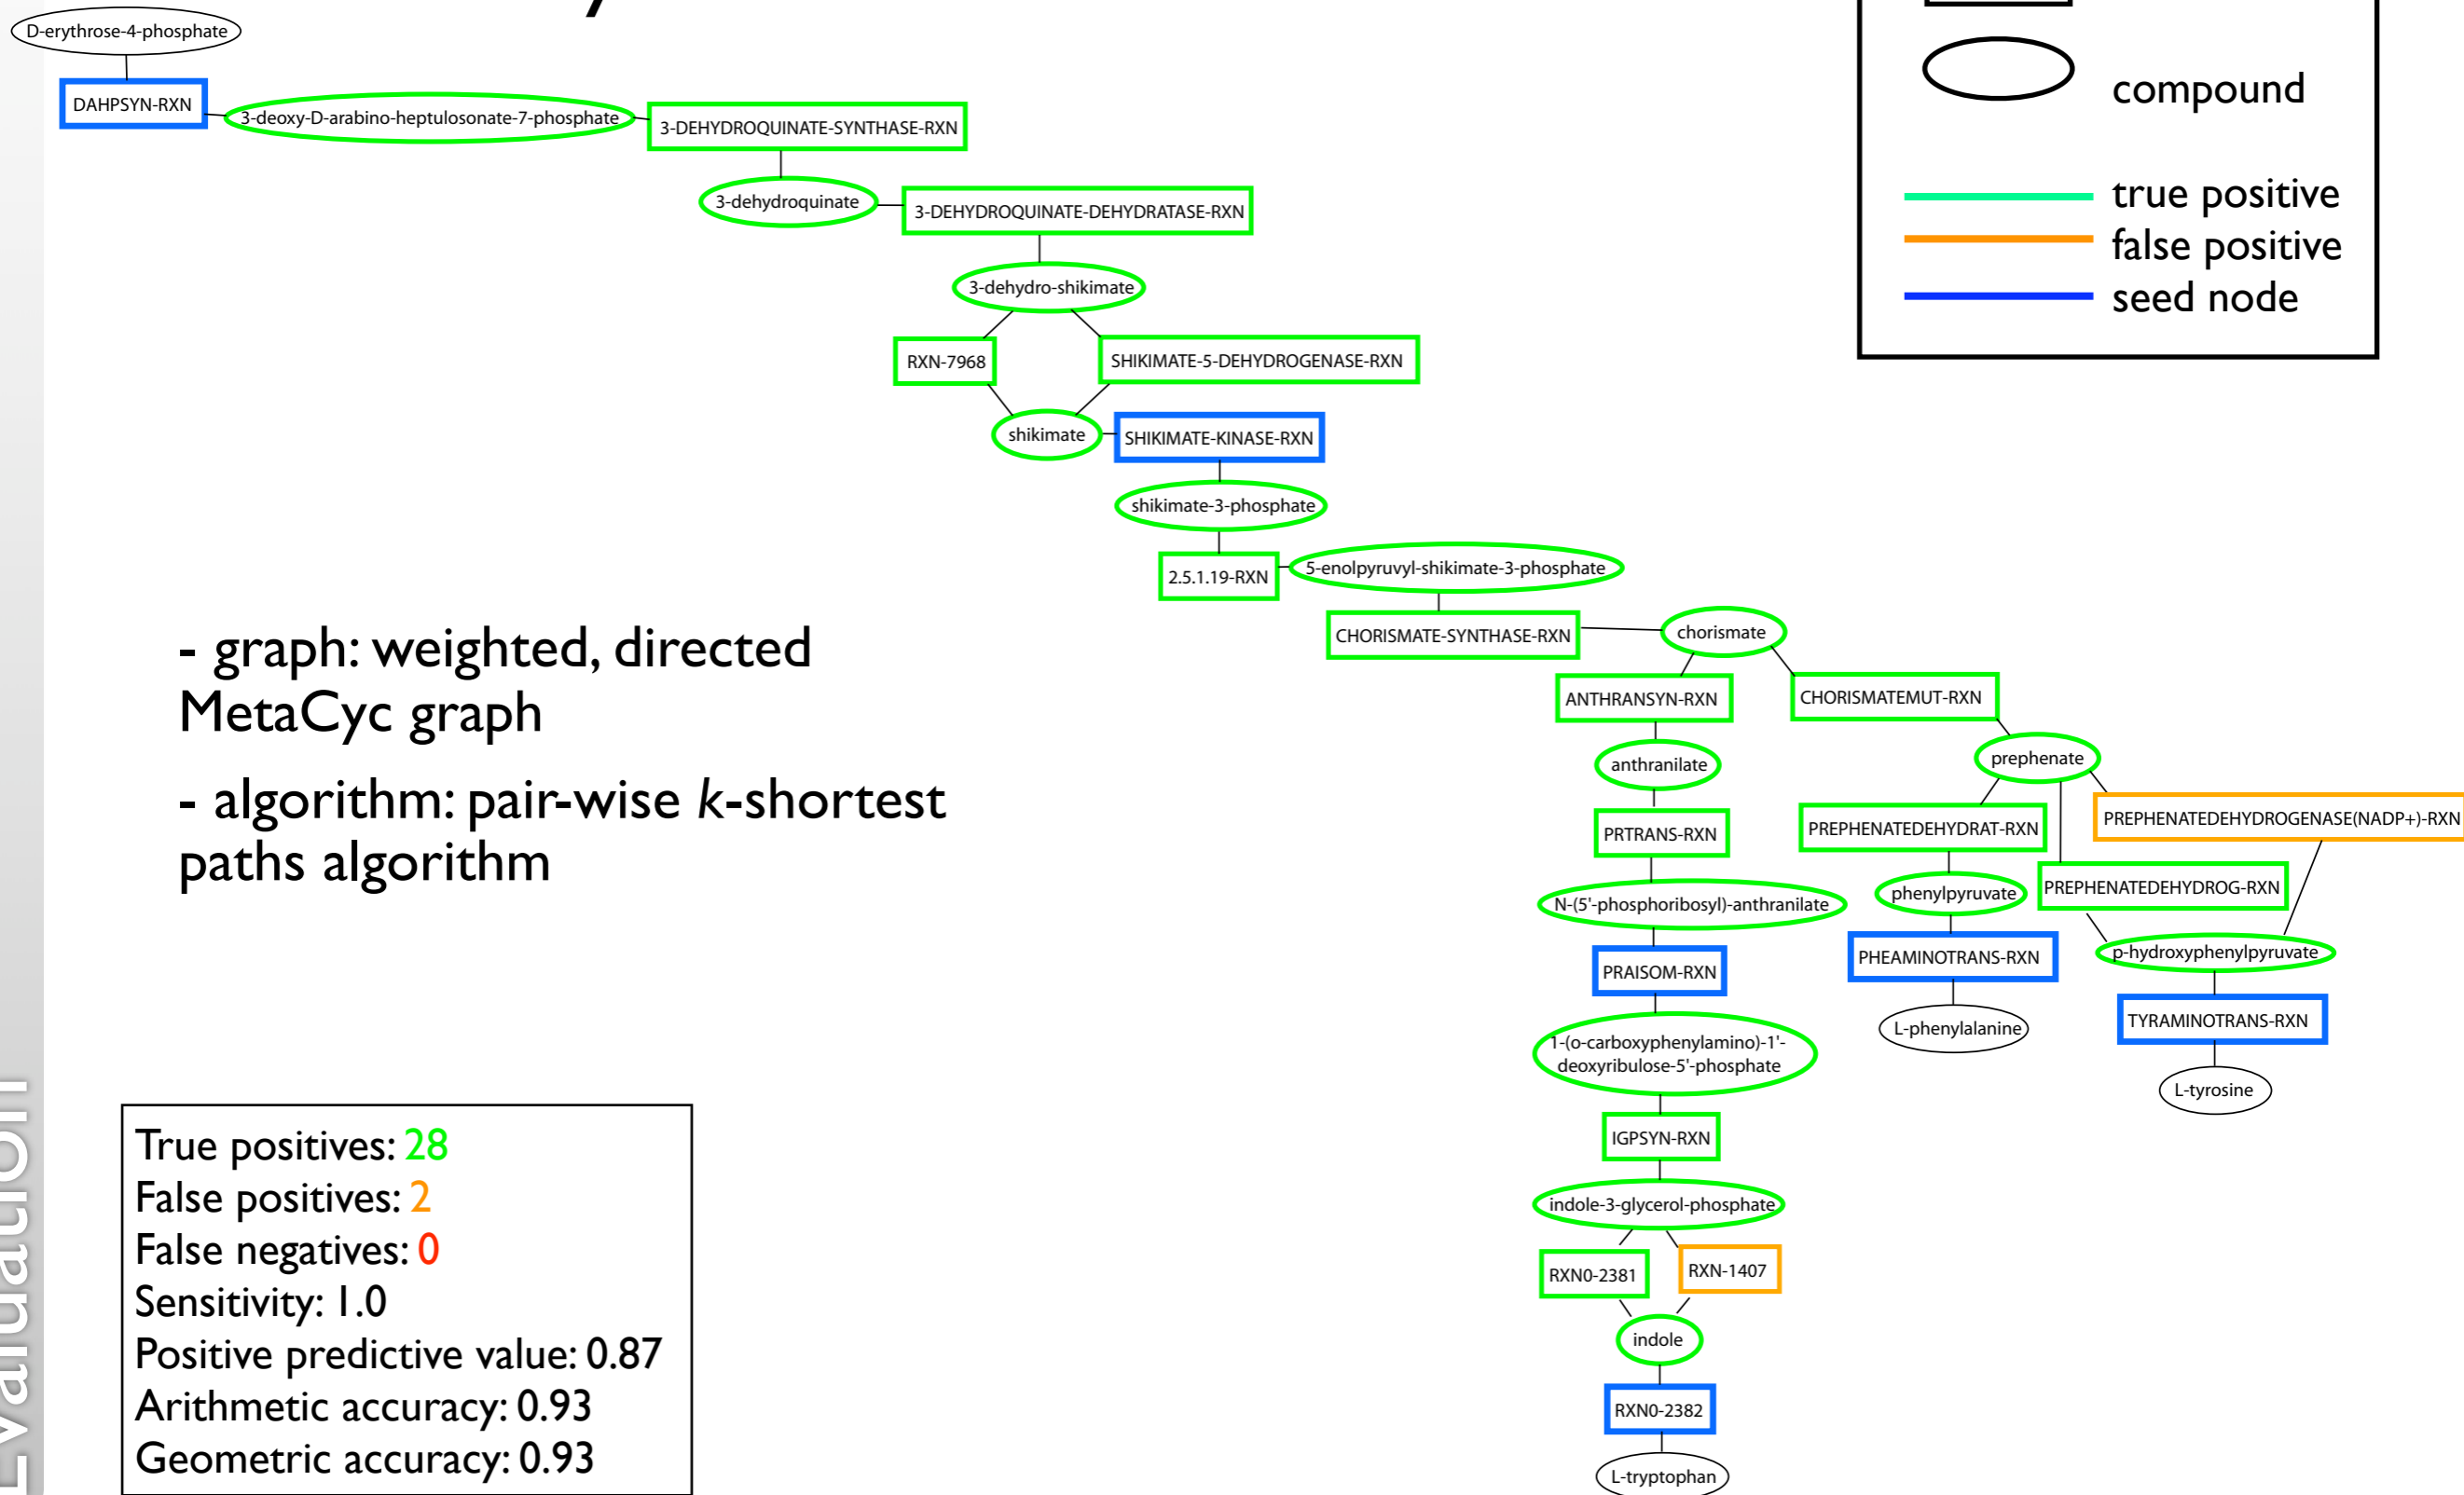 D-erythrose-4-phosphate
DAHPSYN-RXN
3-deoxy-D-arabino-heptulosonate-7-phosphate
3-DEHYDROQUINATE-SYNTHASE-RXN
3-dehydroquinate
3-DEHYDROQUINATE-DEHYDRATASE-RXN
3-dehydro-shikimate
RXN-7968
SHIKIMATE-5-DEHYDROGENASE-RXN
shikimate
SHIKIMATE-KINASE-RXN
shikimate-3-phosphate
2.5.1.19-RXN
5-enolpyruvyl-shikimate-3-phosphate
CHORISMATE-SYNTHASE-RXN
chorismate
ANTHRANSYN-RXN
CHORISMATEMUT-RXN
anthranilate
prephenate
PRTRANS-RXN
PREPHENATEDEHYDRAT-RXN
PREPHENATEDEHYDROGENASE(NADP+)-RXN
N-(5'-phosphoribosyl)-anthranilate
phenylpyruvate
PREPHENATEDEHYDROG-RXN
PRAISOM-RXN
PHEAMINOTRANS-RXN
p-hydroxyphenylpyruvate
1-(o-carboxyphenylamino)-1'-
deoxyribulose-5'-phosphate
L-phenylalanine
TYRAMINOTRANS-RXN
L-tyrosine
IGPSYN-RXN
indole-3-glycerol-phosphate
RXN0-2381
RXN-1407
indole
RXN0-2382
L-tryptophan
compound
true positive
false positive
seed node
- graph: weighted, directed
MetaCyc graph
- algorithm: pair-wise k-shortest
paths algorithm
True positives: 28
False positives: 2
False negatives: 0
Sensitivity: 1.0
Positive predictive value: 0.87
Arithmetic accuracy: 0.93
Geometric accuracy: 0.93
Evaluation